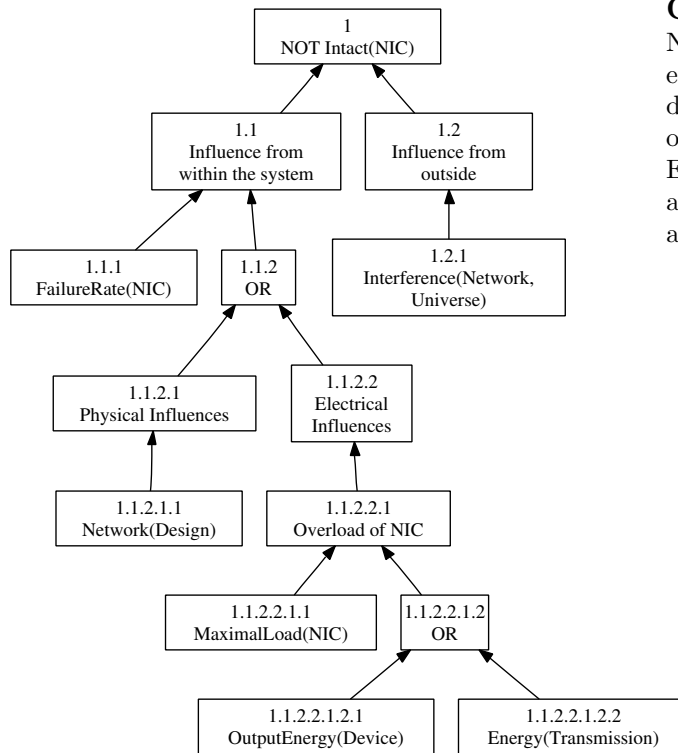 1
NOT Intact(NIC)
1.1
Influence from
within the system
1.2
Influence from
outside
1.1.1
FailureRate(NIC)
1.1.2
OR
1.2.1
Interference(Network,
Universe)
1.1.2.1
Physical Influences
1.1.2.2
Electrical
Influences
1.1.2.1.1
Network(Design)
1.1.2.2.1
Overload of NIC
1.1.2.2.1.1
MaximalLoad(NIC)
1.1.2.2.1.2
OR
1.1.2.2.1.2.1
OutputEnergy(Device)
1.1.2.2.1.2.2
Energy(Transmission)